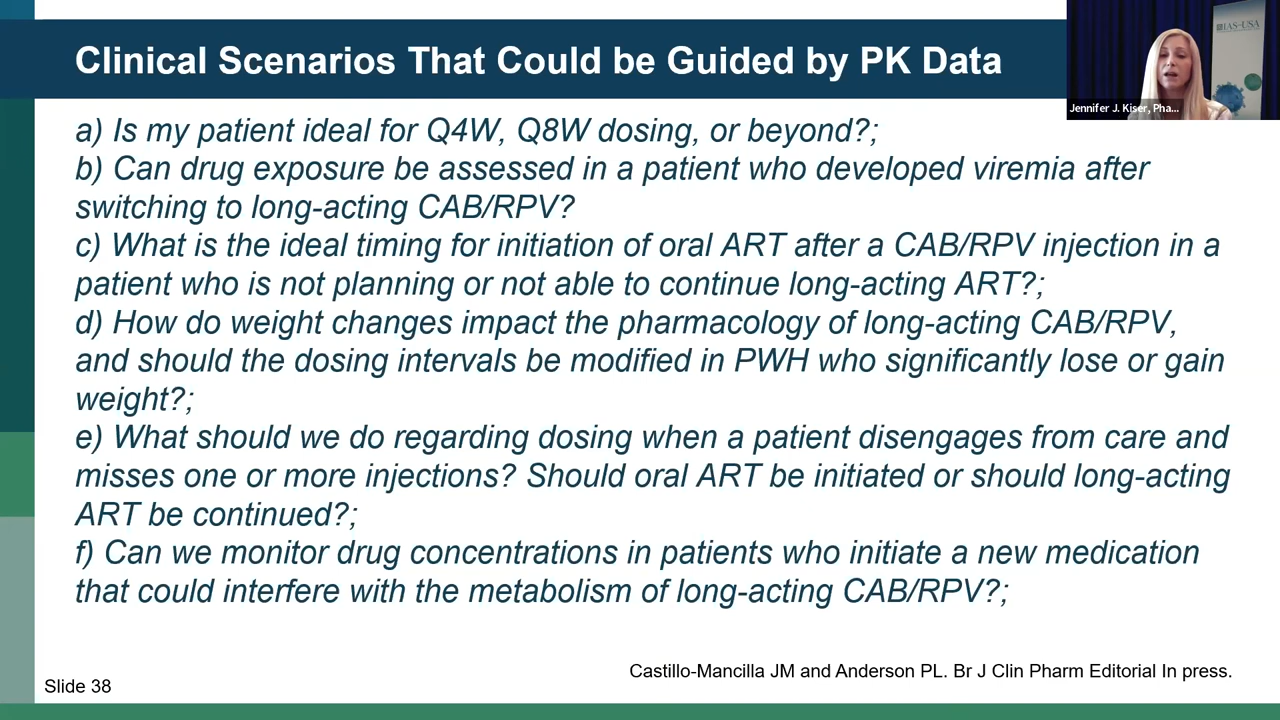 Clinical Scenarios That Could be Guided by PK Data
IAS–USA
Jennifer J. Kiser, Pha...
a) Is my patient ideal for Q4W, Q8W dosing, or beyond?;
b) Can drug exposure be assessed in a patient who developed viremia after
switching to long-acting CAB/RPV?
c) What is the ideal timing for initiation of oral ART after a CAB/RPV injection in a
patient who is not planning or not able to continue long-acting ART?;
d) How do weight changes impact the pharmacology of long-acting CAB/RPV,
and should the dosing intervals be modified in PWH who significantly lose or gain
weight?;
e) What should we do regarding dosing when a patient disengages from care and
misses one or more injections? Should oral ART be initiated or should long-acting
ART be continued?;
f) Can we monitor drug concentrations in patients who initiate a new medication
that could interfere with the metabolism of long-acting CAB/RPV?;
Castillo-Mancilla JM and Anderson PL. Br J Clin Pharm Editorial In press.
Slide 38